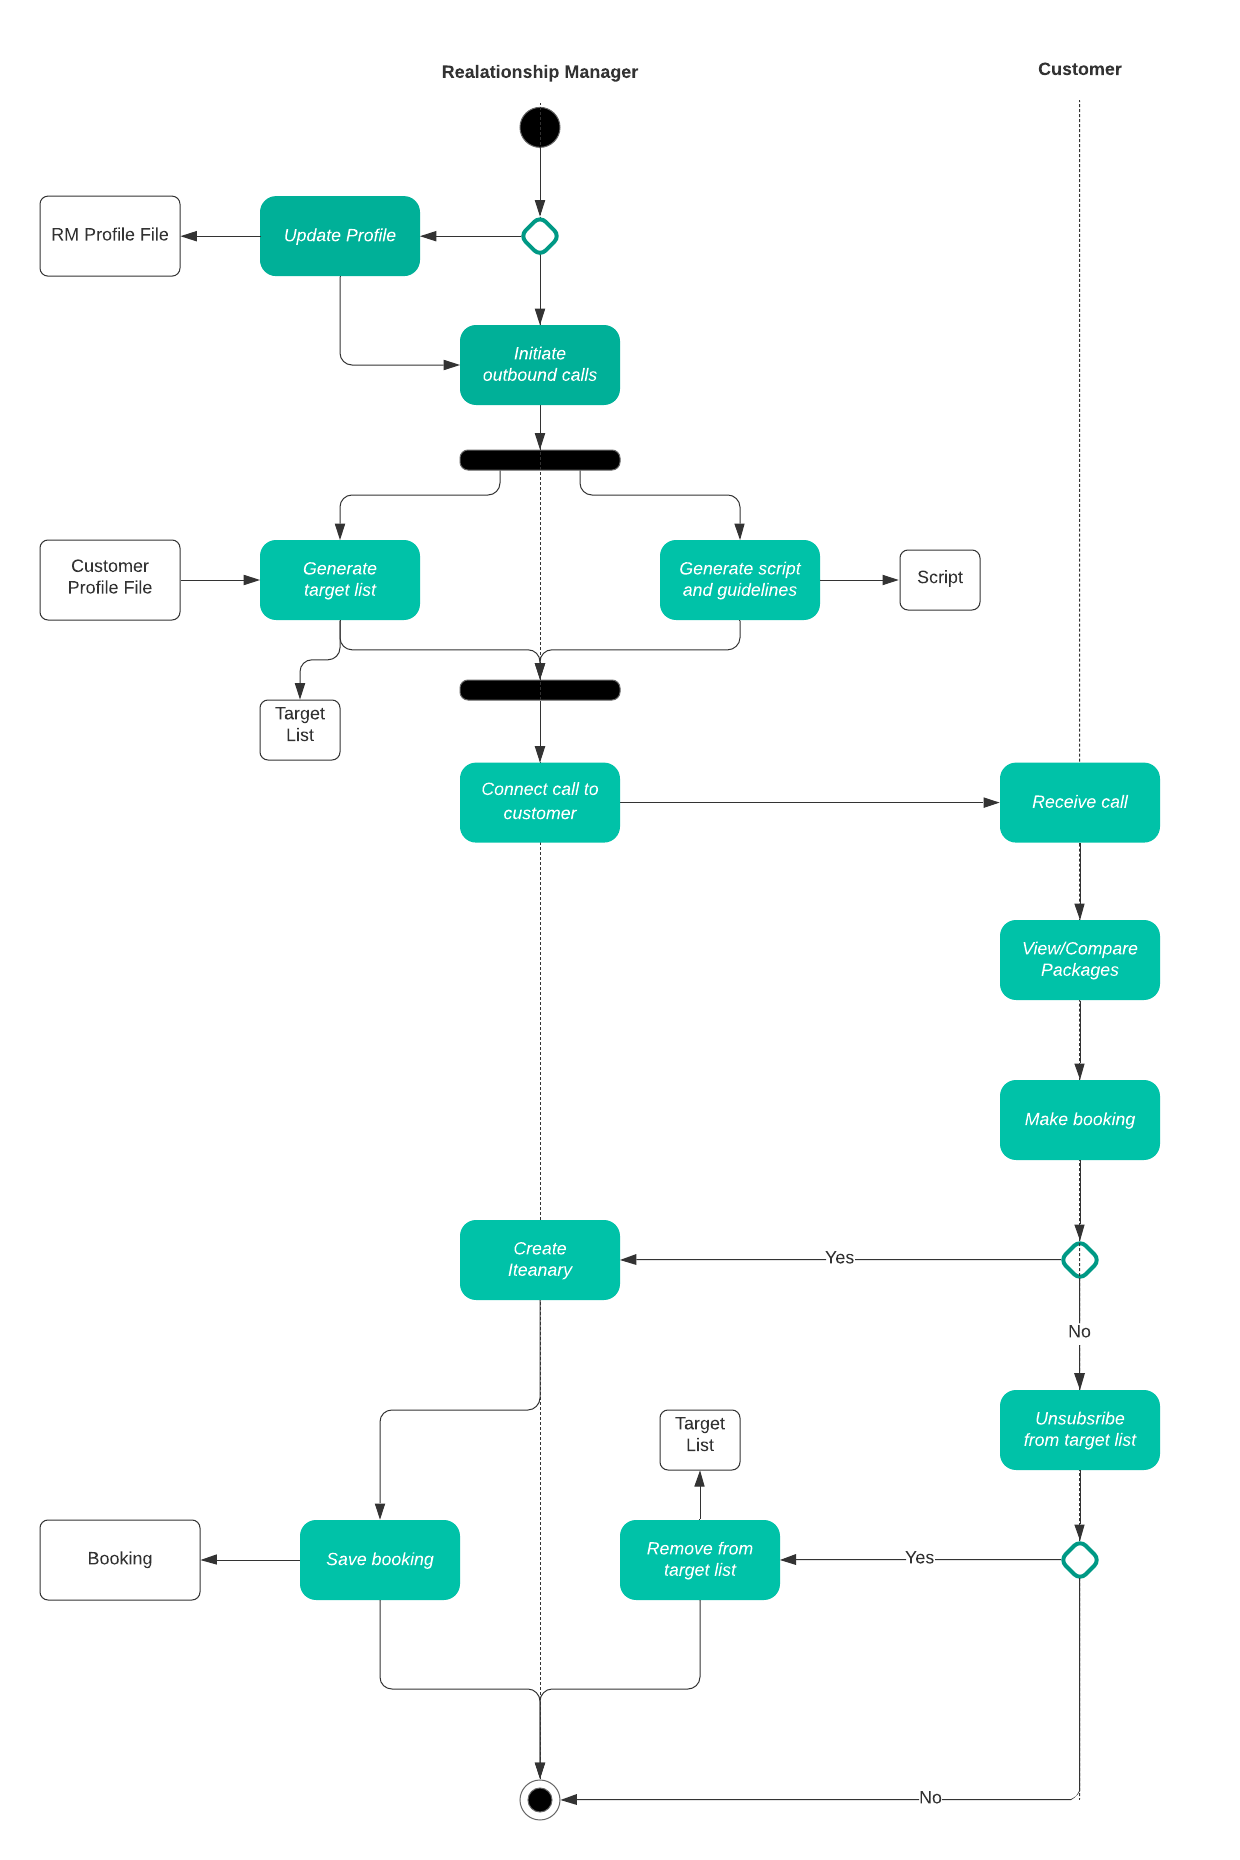 Realationship Manager
Customer
RM Profile File
Update Profile
Initiate
outbound calls
Customer
Profile File
Generate
target list
Generate script
and guidelines
Script
Target
List
Connect call to
customer
Receive call
View/Compare
Packages
Make booking
Create
Iteanary
Yes
No
Target
List
Unsubsribe
from target list
Booking
Save booking
Remove from
target list
Yes
No